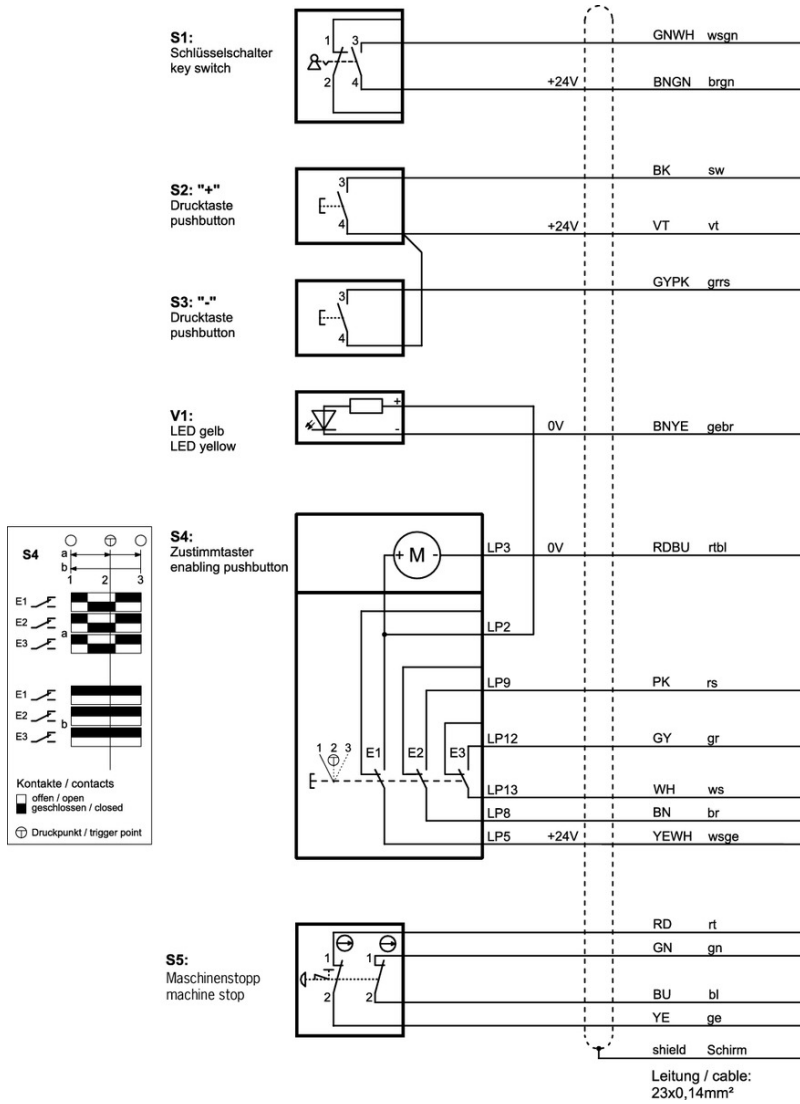 S1:
Schlüsselschalter
key switch
1 3
2 4
GNWH wsgn
+24V BNGN brgn
S2: "+"
Drucktaste
pushbutton
3
4
BK sw
+24V VT vt
S3: "-"
Drucktaste
pushbutton
3
4
GYPK grrs
V1:
LED gelb
LED yellow
+
-
0V BNYE gebr
S4:
Zustimmtaster
enabling pushbutton
+ M -
LP3 0V RDBU rtbl
LP2
LP9 PK rs
LP12 GY gr
1 2 3
E1 E2 E3
LP13 WH ws
LP8 BN br
LP5 +24V YEWH wsge
S4
a
b
1 2 3
E1
E2
E3
a
E1
E2
E3
b
Kontakte / contacts
offen / open
geschlossen / closed
Druckpunkt / trigger point
S5:
Maschinenstopp
machine stop
1 1
2 2
RD rt
GN gn
BU bl
YE ge
shield Schirm
Leitung / cable:
23x0,14mm²